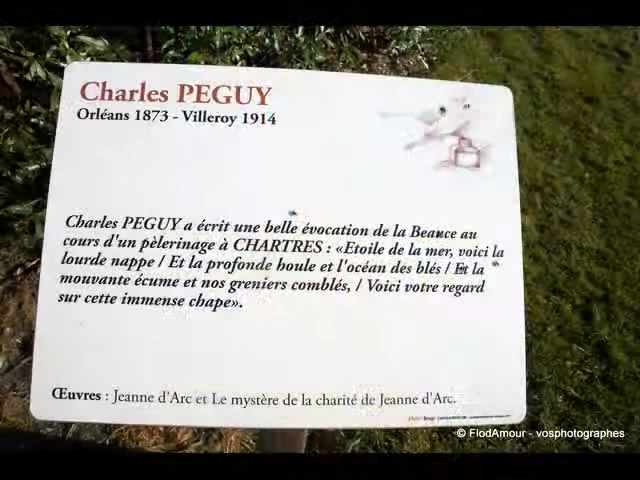 Charles PEGUY
Orléans 1873 - Villeroy 1914
Charles PEGUY a écrit une belle évocation de la Beauce au
cours d'un pèlerinage à CHARTRES : «Etoile de la mer, voici la
lourde nappe / Et la profonde houle et l'océan des blés / Et la
mouvante écume et nos greniers comblés, / Voici votre regard
sur cette immense chape».
Œuvres : Jeanne d'Arc et Le mystère de la charité de Jeanne d'Arc.
© FlodAmour - vosphotographes